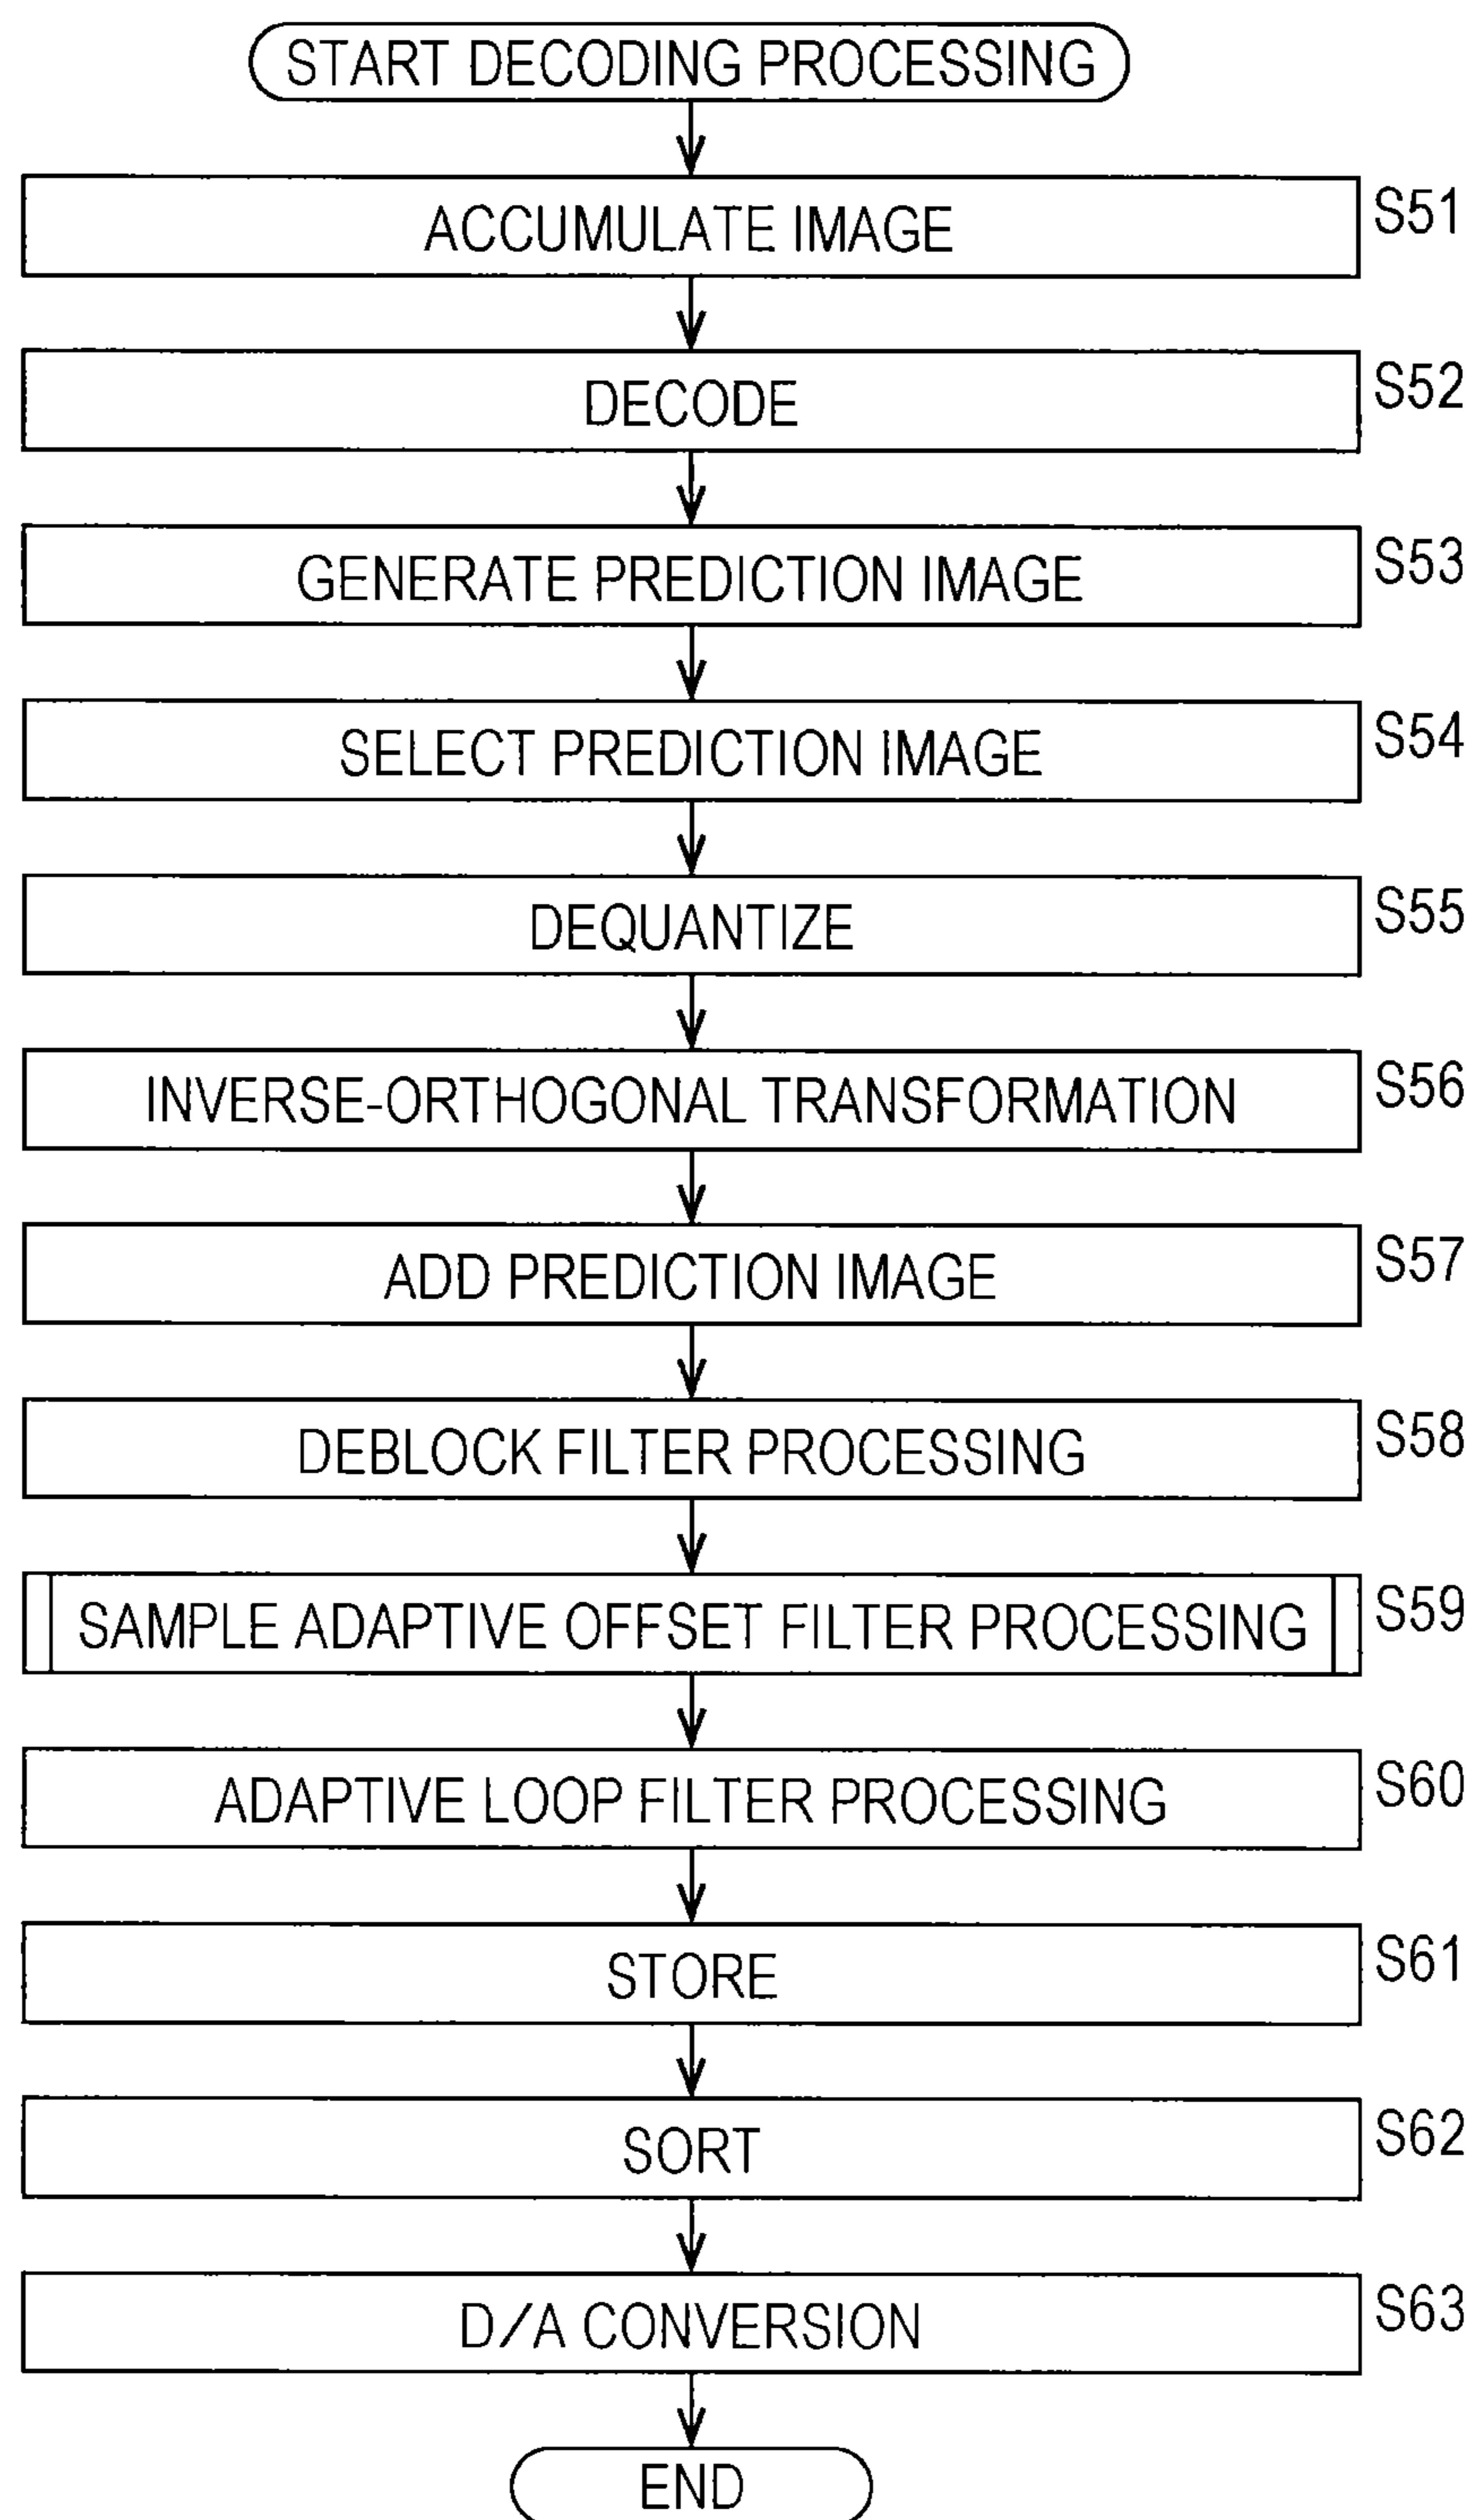 START DECODING PROCESSING
ACCUMULATE IMAGE S51
DECODE S52
GENERATE PREDICTION IMAGE S53
SELECT PREDICTION IMAGE S54
DEQUANTIZE S55
INVERSE-ORTHOGONAL TRANSFORMATION S56
ADD PREDICTION IMAGE S57
DEBLOCK FILTER PROCESSING S58
SAMPLE ADAPTIVE OFFSET FILTER PROCESSING S59
ADAPTIVE LOOP FILTER PROCESSING S60
STORE S61
SORT S62
D/A CONVERSION S63
END